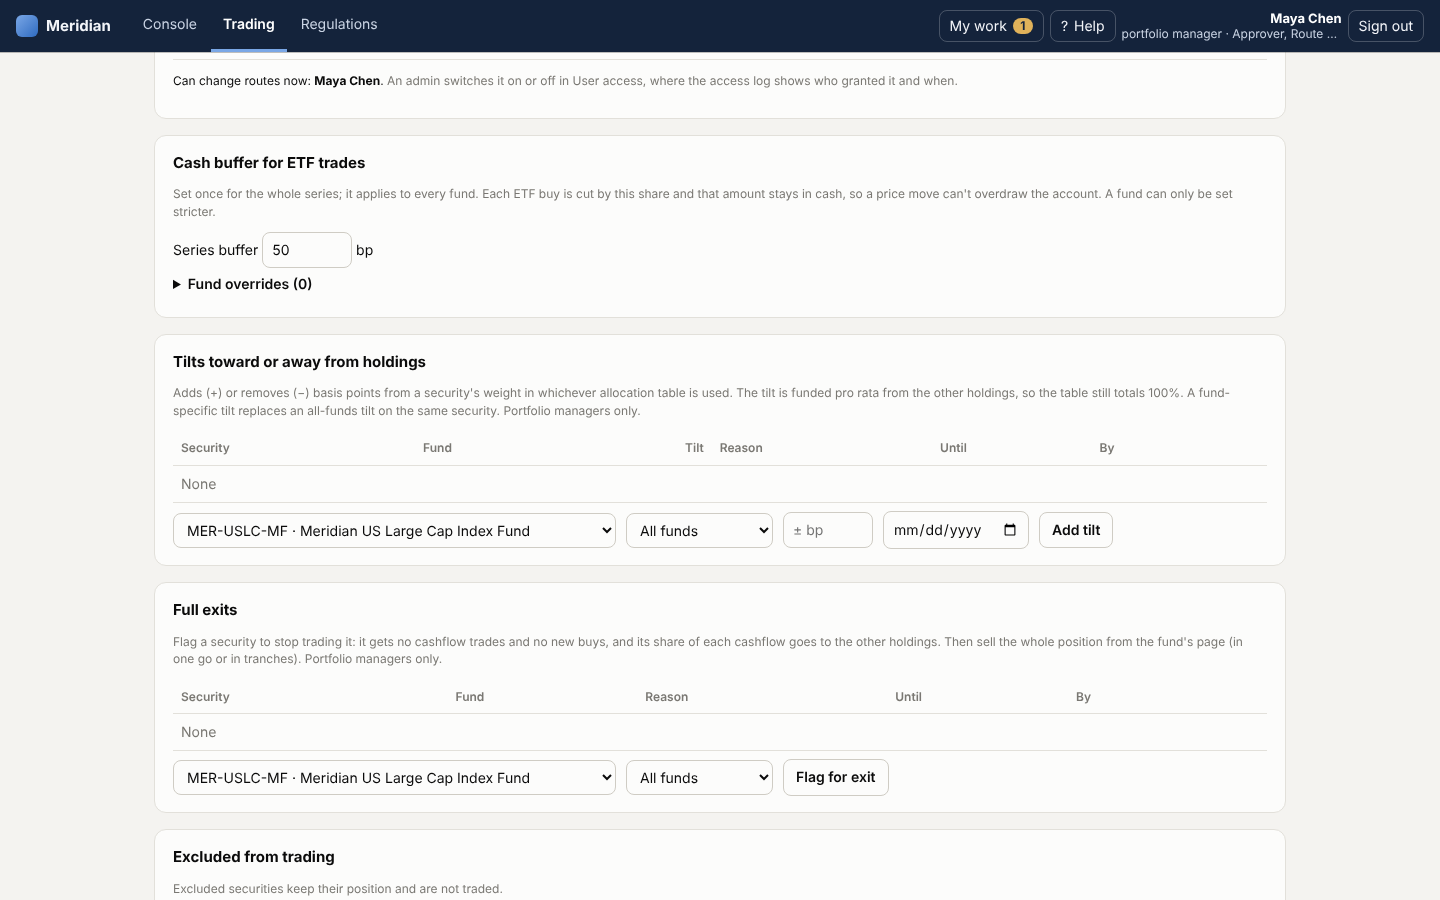 Meridian Console Trading Regulations My work 1 ? Help Maya Chen Sign out
portfolio manager · Approver, Route ...
Can change routes now: Maya Chen. An admin switches it on or off in User access, where the access log shows who granted it and when.
Cash buffer for ETF trades
Set once for the whole series; it applies to every fund. Each ETF buy is cut by this share and that amount stays in cash, so a price move can't overdraw the account. A fund can only be set
stricter.
Series buffer 50 bp
Fund overrides (0)
Tilts toward or away from holdings
Adds (+) or removes (−) basis points from a security's weight in whichever allocation table is used. The tilt is funded pro rata from the other holdings, so the table still totals 100%. A fund-
specific tilt replaces an all-funds tilt on the same security. Portfolio managers only.
Security Fund Tilt Reason Until By
None
MER-USLC-MF · Meridian US Large Cap Index Fund All funds ± bp mm/dd/yyyy Add tilt
Full exits
Flag a security to stop trading it: it gets no cashflow trades and no new buys, and its share of each cashflow goes to the other holdings. Then sell the whole position from the fund's page (in
one go or in tranches). Portfolio managers only.
Security Fund Reason Until By
None
MER-USLC-MF · Meridian US Large Cap Index Fund All funds Flag for exit
Excluded from trading
Excluded securities keep their position and are not traded.